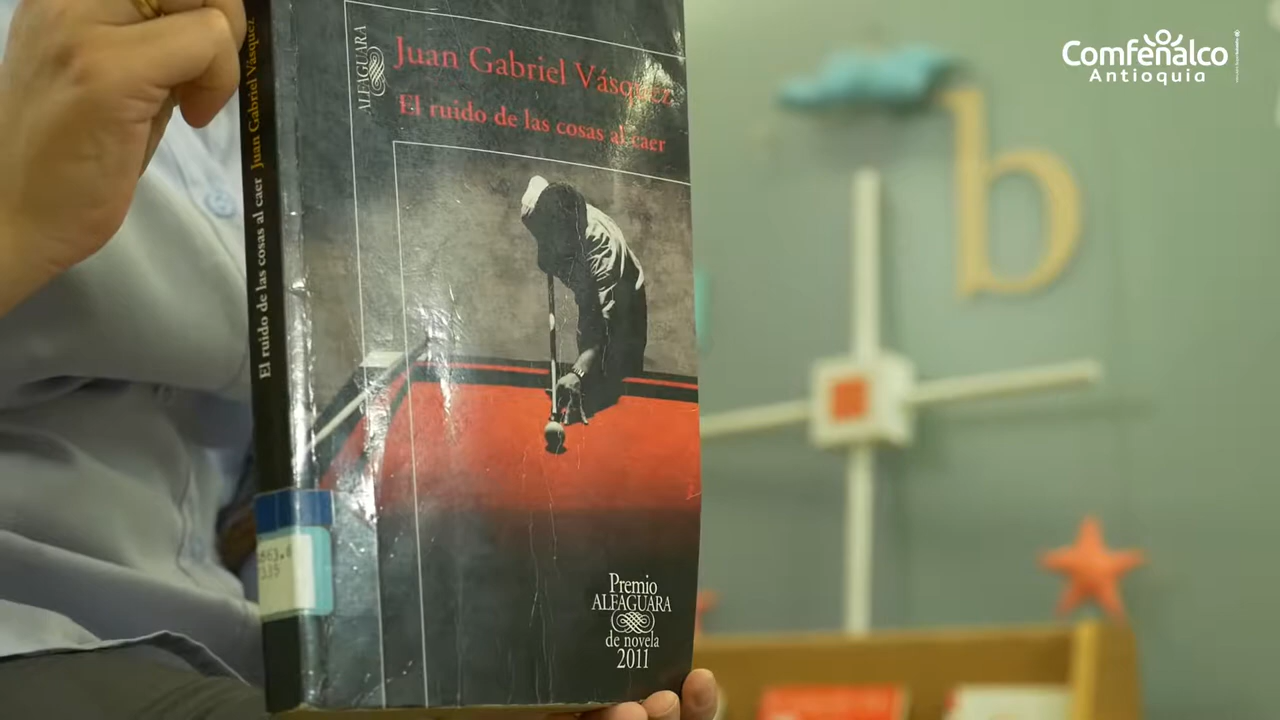 ALFAGUARA
Juan Gabriel Vásquez
El ruido de las cosas al caer
El ruido de las cosas al caer Juan Gabriel Vásquez
Premio
ALFAGUARA
de novela
2011
Comfenalco
Antioquia
b